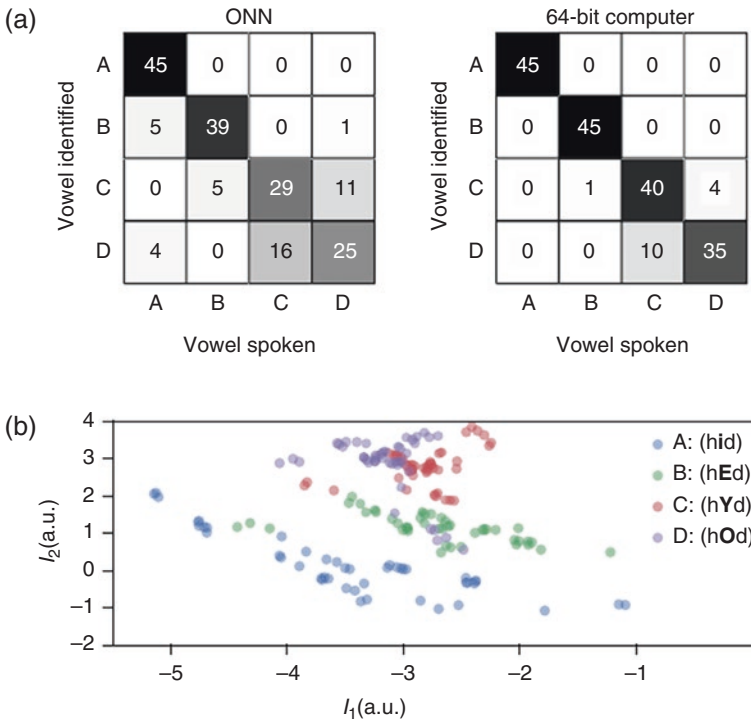 (a)
ONN
64-bit computer
Vowel identified
A 45 0 0 0
B 5 39 0 1
C 0 5 29 11
D 4 0 16 25
A B C D
Vowel spoken
Vowel identified
A 45 0 0 0
B 0 45 0 0
C 0 1 40 4
D 0 0 10 35
A B C D
Vowel spoken
(b)
I2(a.u.)
4
3
2
1
0
–1
–2
–5 –4 –3 –2 –1
I1(a.u.)
A: (hid)
B: (hEd)
C: (hYd)
D: (hOd)